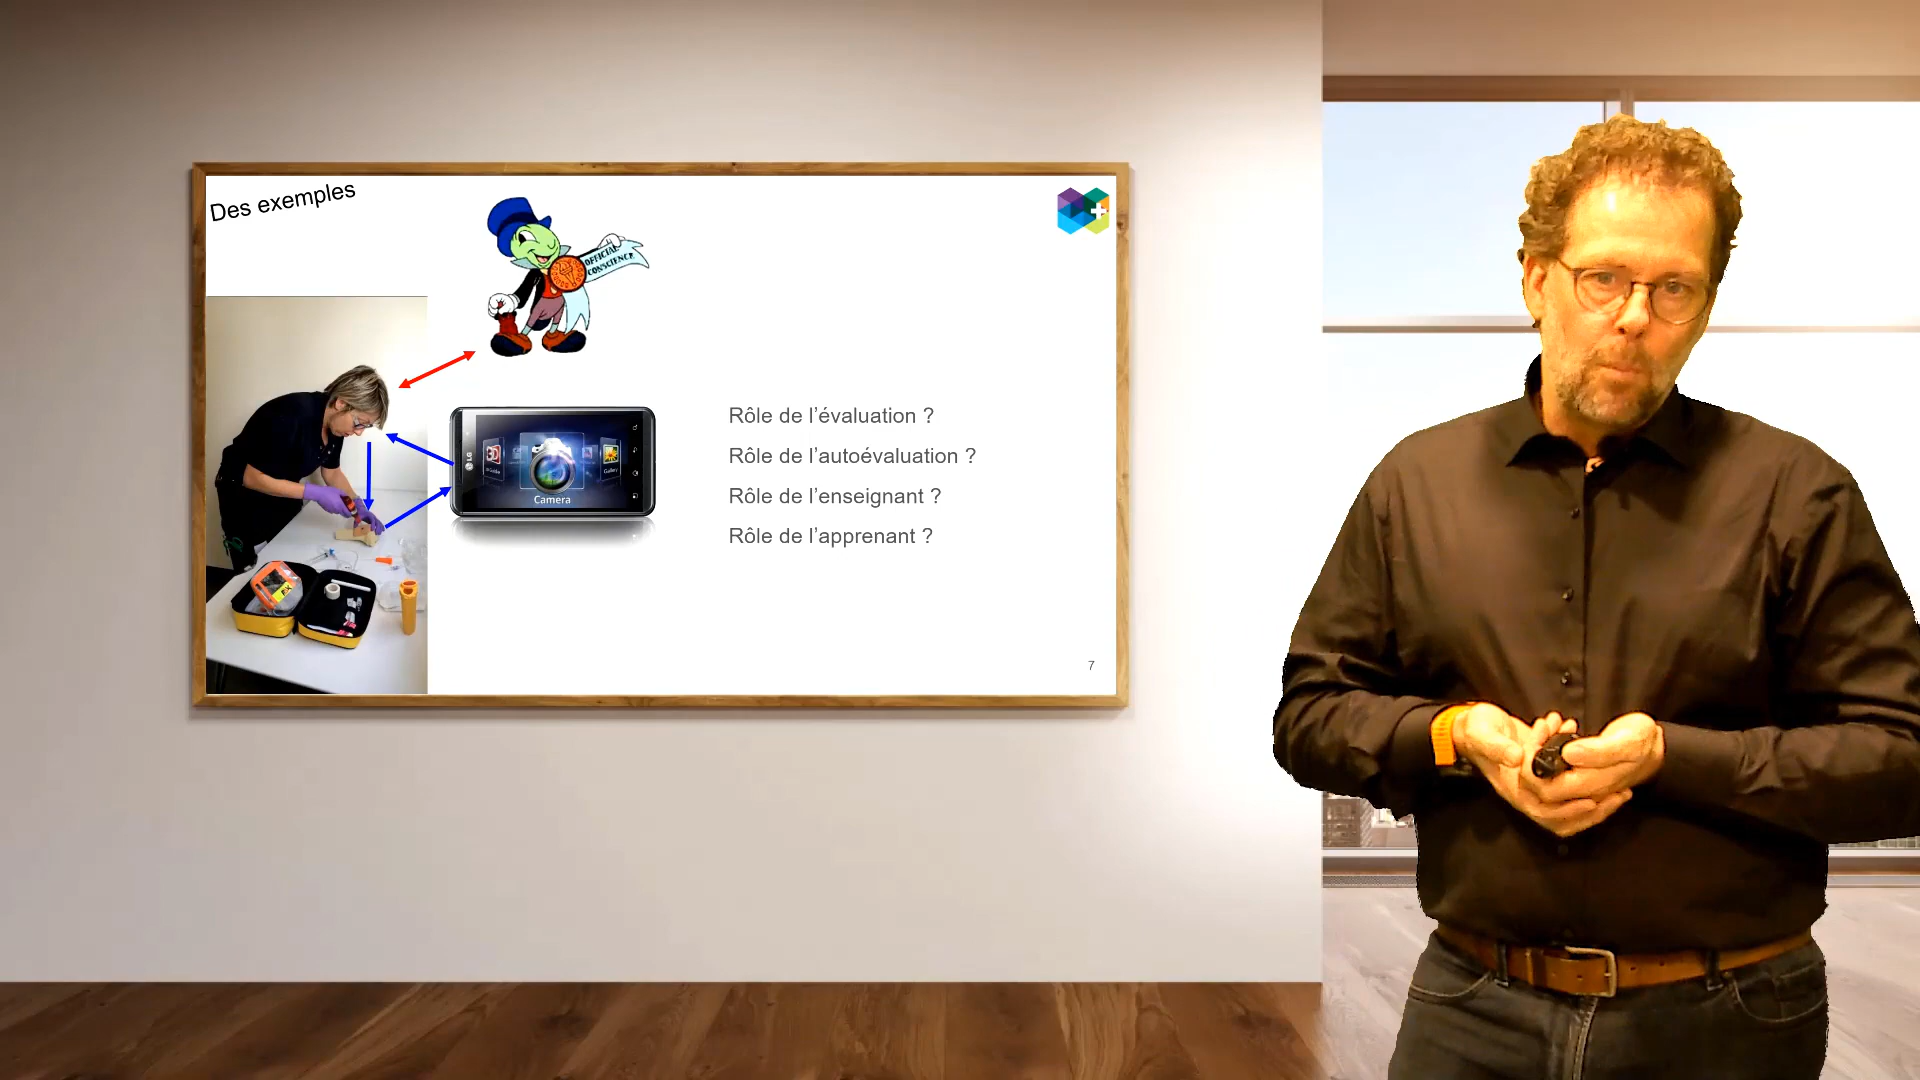 Des exemples
OFFICIAL
CONSCIENCE
Rôle de l’évaluation ?
Rôle de l’autoévaluation ?
Rôle de l’enseignant ?
Rôle de l’apprenant ?
LG
3D
Gallery
Camera
7